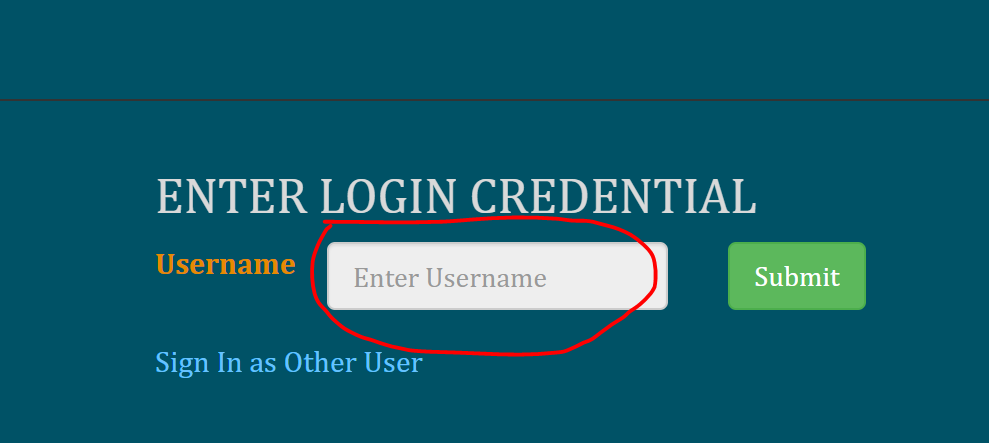 ENTER LOGIN CREDENTIAL
Username Enter Username Submit
Sign In as Other User